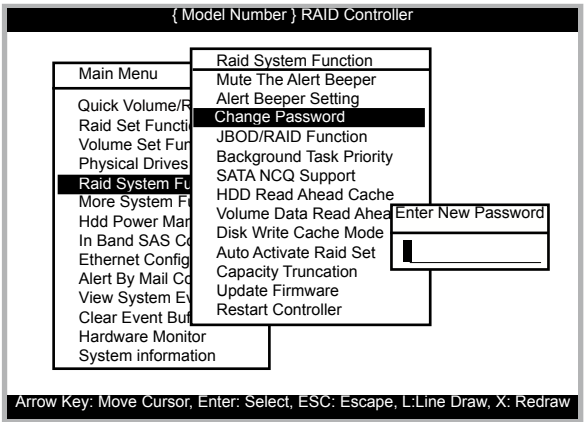 { Model Number } RAID Controller
Main Menu
Quick Volume/R
Raid Set Functi
Volume Set Fun
Physical Drives
Raid System Fu
More System Fu
Hdd Power Man
In Band SAS Co
Ethernet Config
Alert By Mail Co
View System Ev
Clear Event Buf
Hardware Monitor
System information
Raid System Function
Mute The Alert Beeper
Alert Beeper Setting
Change Password
JBOD/RAID Function
Background Task Priority
SATA NCQ Support
HDD Read Ahead Cache
Volume Data Read Ahea
Disk Write Cache Mode
Auto Activate Raid Set
Capacity Truncation
Update Firmware
Restart Controller
Enter New Password
Arrow Key: Move Cursor, Enter: Select, ESC: Escape, L:Line Draw, X: Redraw